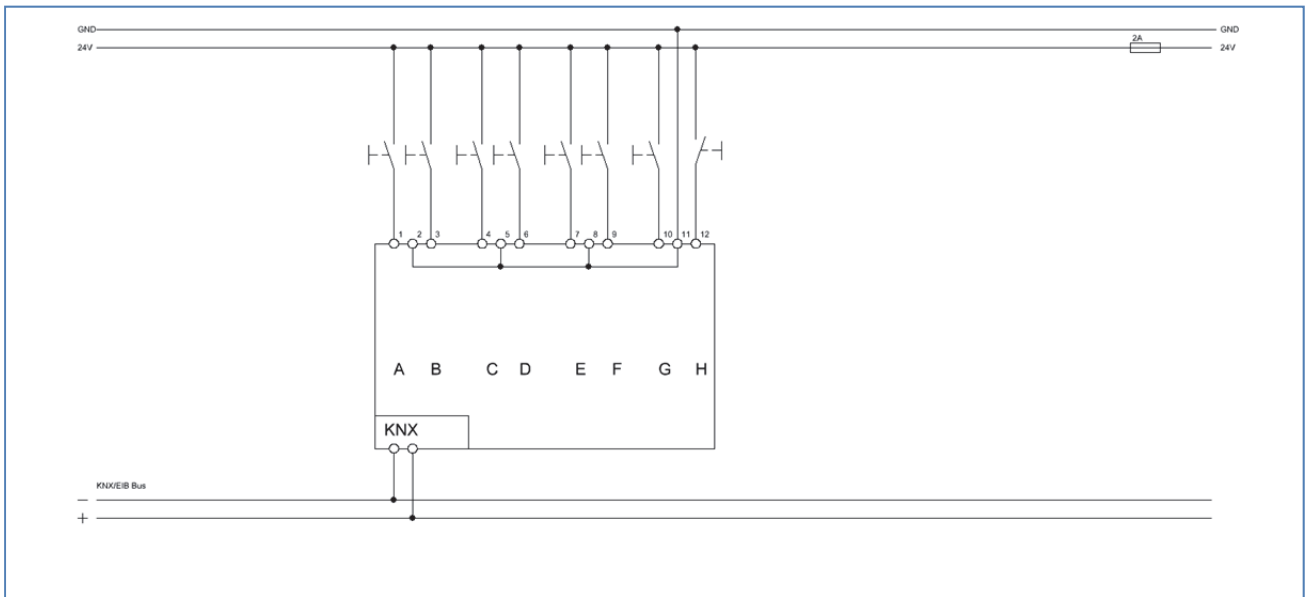 GND GND
2A
24V 24V
1 2 3 4 5 6 7 8 9 10 11 12
A B C D E F G H
KNX
KNX/EIB Bus
−
+